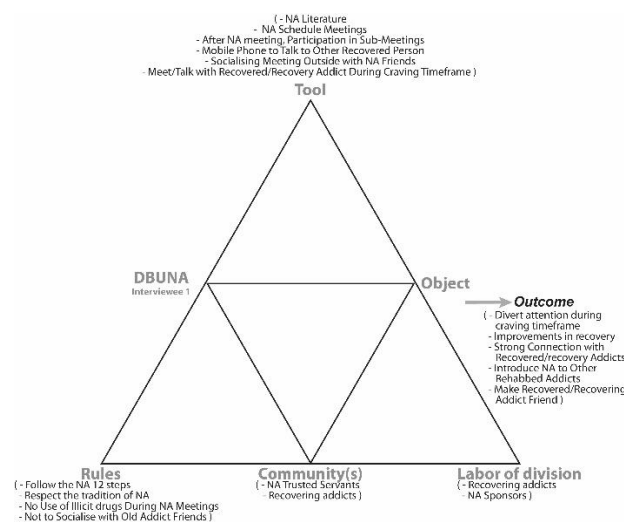 ( - NA Literature
- NA Schedule Meetings
- After NA meeting, Participation in Sub-Meetings
- Mobile Phone to Talk to Other Recovered Person
- Socialising Meeting Outside with NA Friends
- Meet/Talk with Recovered/Recovery Addict During Craving Timeframe )
Tool
DBUNA
Interviewee 1
Object
Outcome
( - Divert attention during
craving timeframe
- Improvements in recovery
- Strong Connection with
Recovered/recovery Addicts
- Introduce NA to Other
Rehabbed Addicts
- Make Recovered/Recovering
Addict Friend )
Rules
( - Follow the NA 12 steps
- Respect the tradition of NA
- No Use of Illicit drugs During NA Meetings
- Not to Socialise with Old Addict Friends )
Community(s)
( - NA Trusted Servants
- Recovering addicts )
Labor of division
( - Recovering addicts
- NA Sponsors )